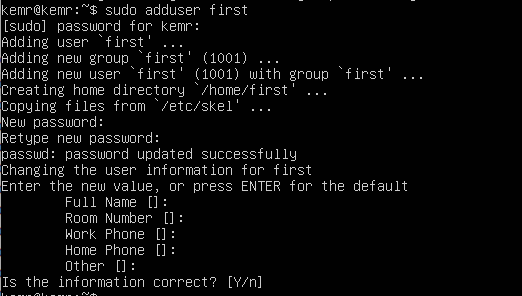 kemr@kemr:~$ sudo adduser first
[sudo] password for kemr:
Adding user `first' ...
Adding new group `first' (1001) ...
Adding new user `first' (1001) with group `first' ...
Creating home directory `/home/first' ...
Copying files from `/etc/skel' ...
New password:
Retype new password:
passwd: password updated successfully
Changing the user information for first
Enter the new value, or press ENTER for the default
Full Name []:
Room Number []:
Work Phone []:
Home Phone []:
Other []:
Is the information correct? [Y/n]
kemr@kemr:~$